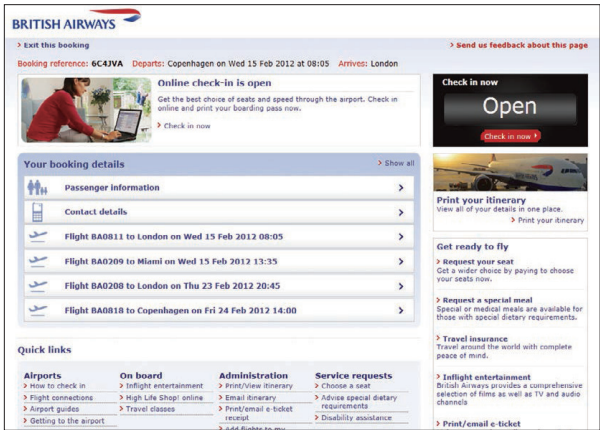 BRITISH AIRWAYS
Exit this booking
Send us feedback about this page
Booking reference: 6C4JVA Departs: Copenhagen on Wed 15 Feb 2012 at 08:05 Arrives: London
Online check-in is open
Get the best choice of seats and speed through the airport. Check in
online and print your boarding pass now.
Check in now
Check in now
Open
Check in now
Your booking details
Show all
Passenger information
Contact details
Flight BA0811 to London on Wed 15 Feb 2012 08:05
Flight BA0209 to Miami on Wed 15 Feb 2012 13:35
Flight BA0208 to London on Thu 23 Feb 2012 20:45
Flight BA0818 to Copenhagen on Fri 24 Feb 2012 14:00
Print your itinerary
View all of your details in one place.
Print your itinerary
Get ready to fly
Request your seat
Get a wider choice by paying to choose
your seats now.
Request a special meal
Special or medical meals are available for
those with special dietary requirements.
Travel insurance
Travel around the world with complete
peace of mind.
Inflight entertainment
British Airways provides a comprehensive
selection of films as well as TV and audio
channels
Print/email e-ticket
Quick links
Airports
How to check in
Flight connections
Airport guides
Getting to the airport
On board
Inflight entertainment
High Life Shop! online
Travel classes
Administration
Print/View itinerary
Email itinerary
Print/email e-ticket
receipt
Add flights to my
Service requests
Choose a seat
Advise special dietary
requirements
Disability assistance